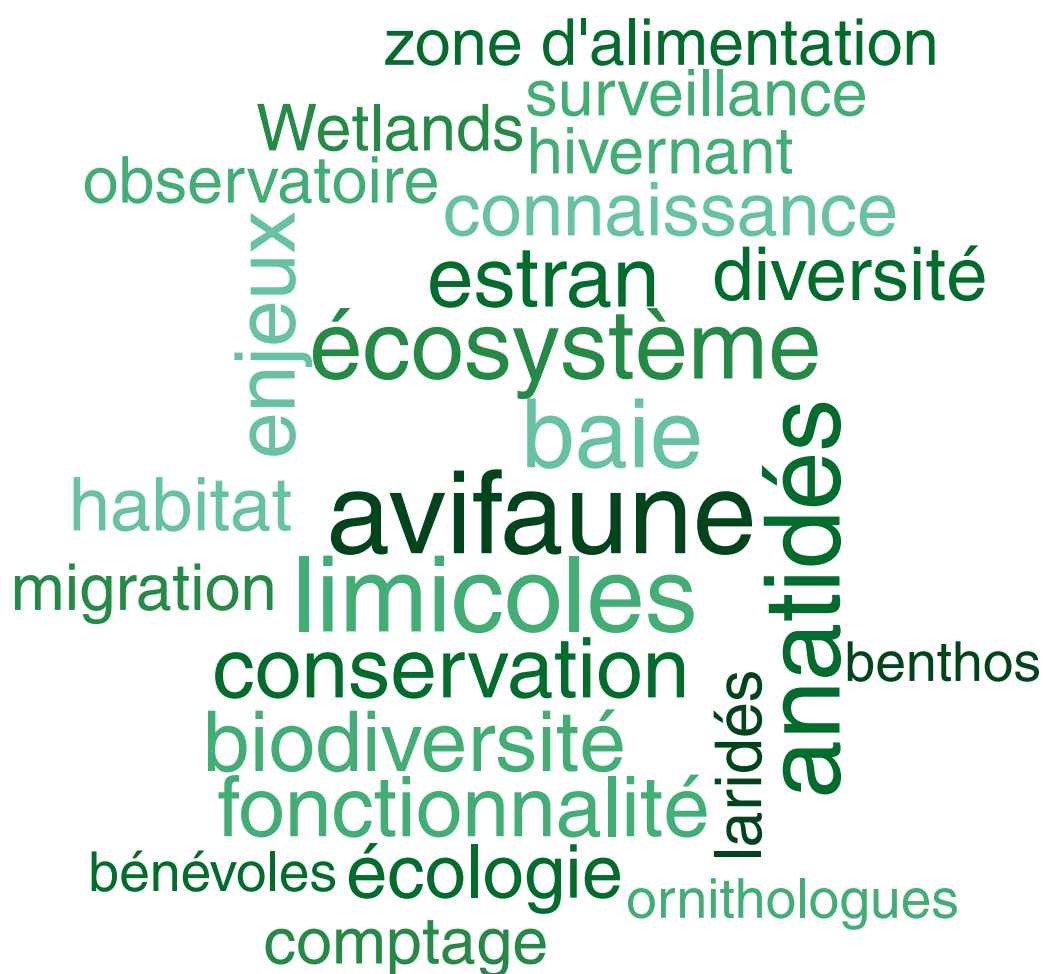 zone d'alimentation
surveillance
Wetlands
hivernant
observatoire
connaissance
enjeux
estran
diversité
écosystème
baie
anatidés
habitat
avifaune
migration
limicoles
conservation
benthos
laridés
biodiversité
fonctionnalité
bénévoles
écologie
ornithologues
comptage